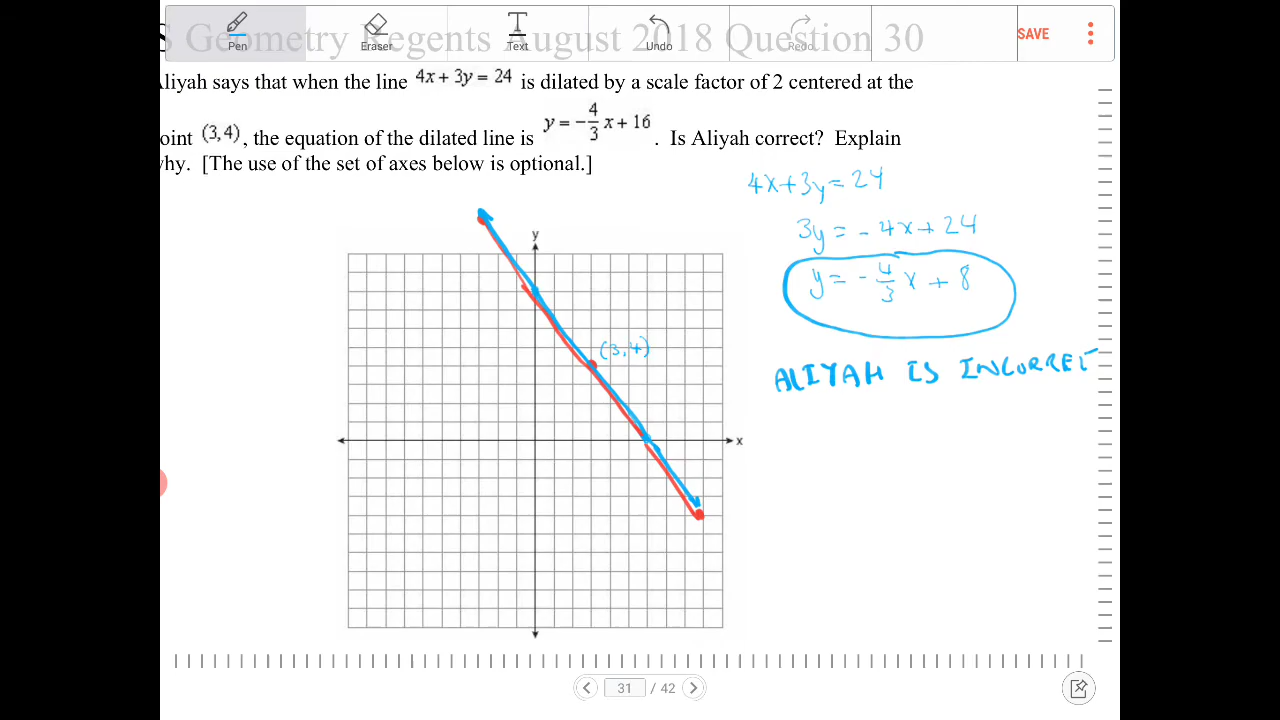 S Geometry Regents August 2018 Question 30
Pen
Eraser
Text
Undo
Redo
SAVE
Aliyah says that when the line 4x + 3y = 24 is dilated by a scale factor of 2 centered at the
oint (3,4), the equation of the dilated line is y = -4/3 x + 16. Is Aliyah correct? Explain
hy. [The use of the set of axes below is optional.]
4x+3y=24
3y = -4x+24
y = -4/3 x + 8
ALIYAH IS INCORRECT
y
(3,4)
x
31 / 42